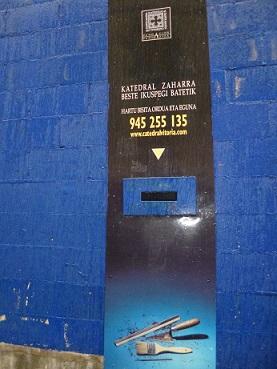 KATEDRAL ZAHARRA
BESTE IKUSPEGI BATETIK
HARTU BISITA ORDUA ETA EGUNA
945 255 135
www.catedralvitoria.com